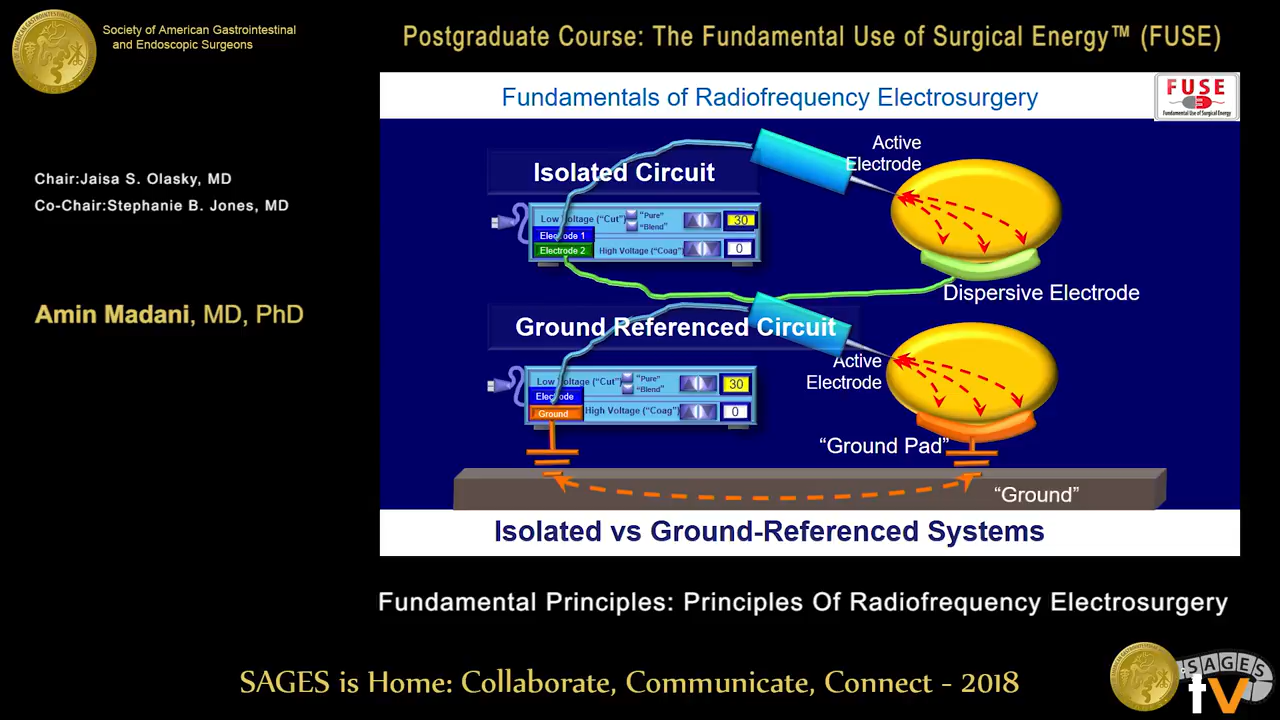 Society of American Gastrointestinal
and Endoscopic Surgeons
Postgraduate Course: The Fundamental Use of Surgical Energy™ (FUSE)
Chair:Jaisa S. Olasky, MD
Co-Chair:Stephanie B. Jones, MD
Amin Madani, MD, PhD
Fundamentals of Radiofrequency Electrosurgery
FUSE
Fundamental Use of Surgical Energy
Active
Electrode
Isolated Circuit
Low Voltage ("Cut")
"Pure"
"Blend"
30
Electrode 1
Electrode 2
High Voltage ("Coag")
0
Dispersive Electrode
Ground Referenced Circuit
Active
Electrode
Low Voltage ("Cut")
"Pure"
"Blend"
30
Electrode
Ground
High Voltage ("Coag")
0
“Ground Pad”
“Ground”
Isolated vs Ground-Referenced Systems
Fundamental Principles: Principles Of Radiofrequency Electrosurgery
SAGES is Home: Collaborate, Communicate, Connect - 2018
SAGES
tv